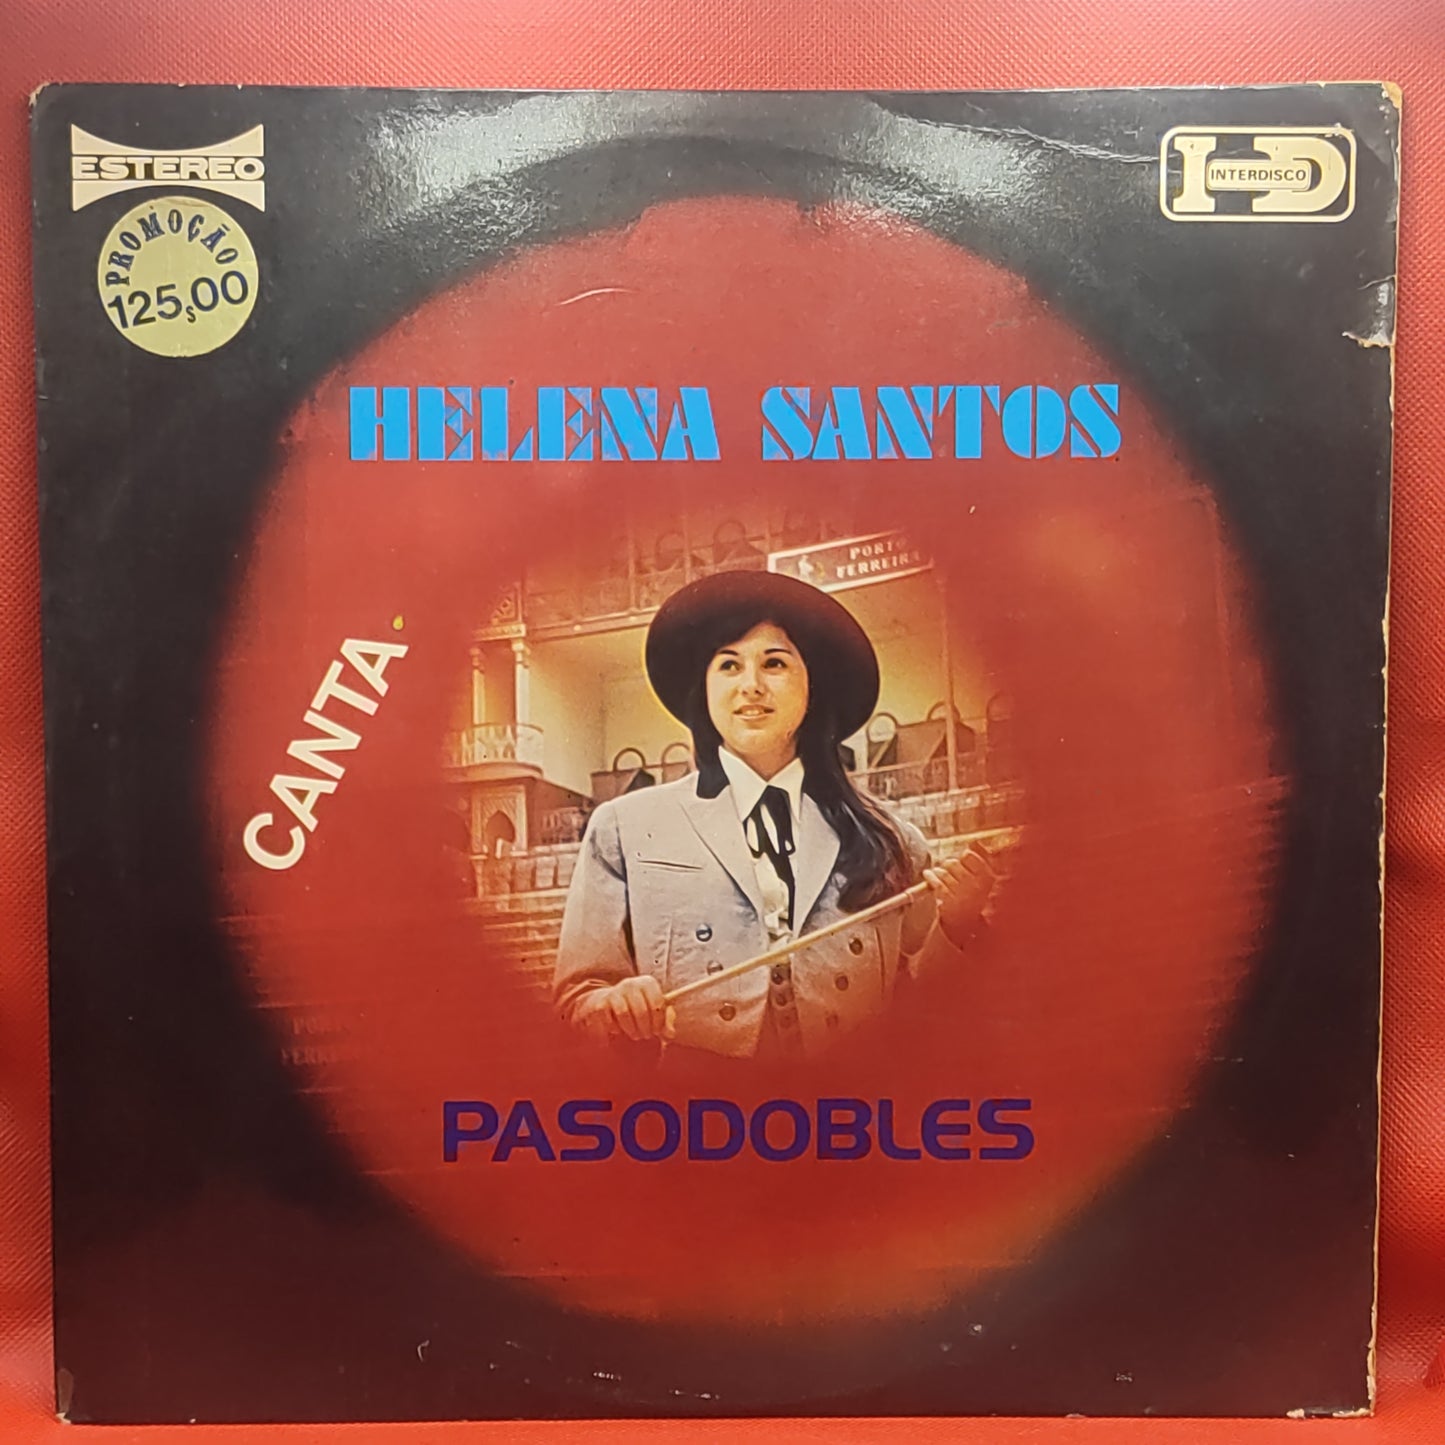 ESTEREO
INTERDISCO
PROMOÇÃO
125$00
HELENA SANTOS
PORTO
FERREIRA
CANTA
PASODOBLES